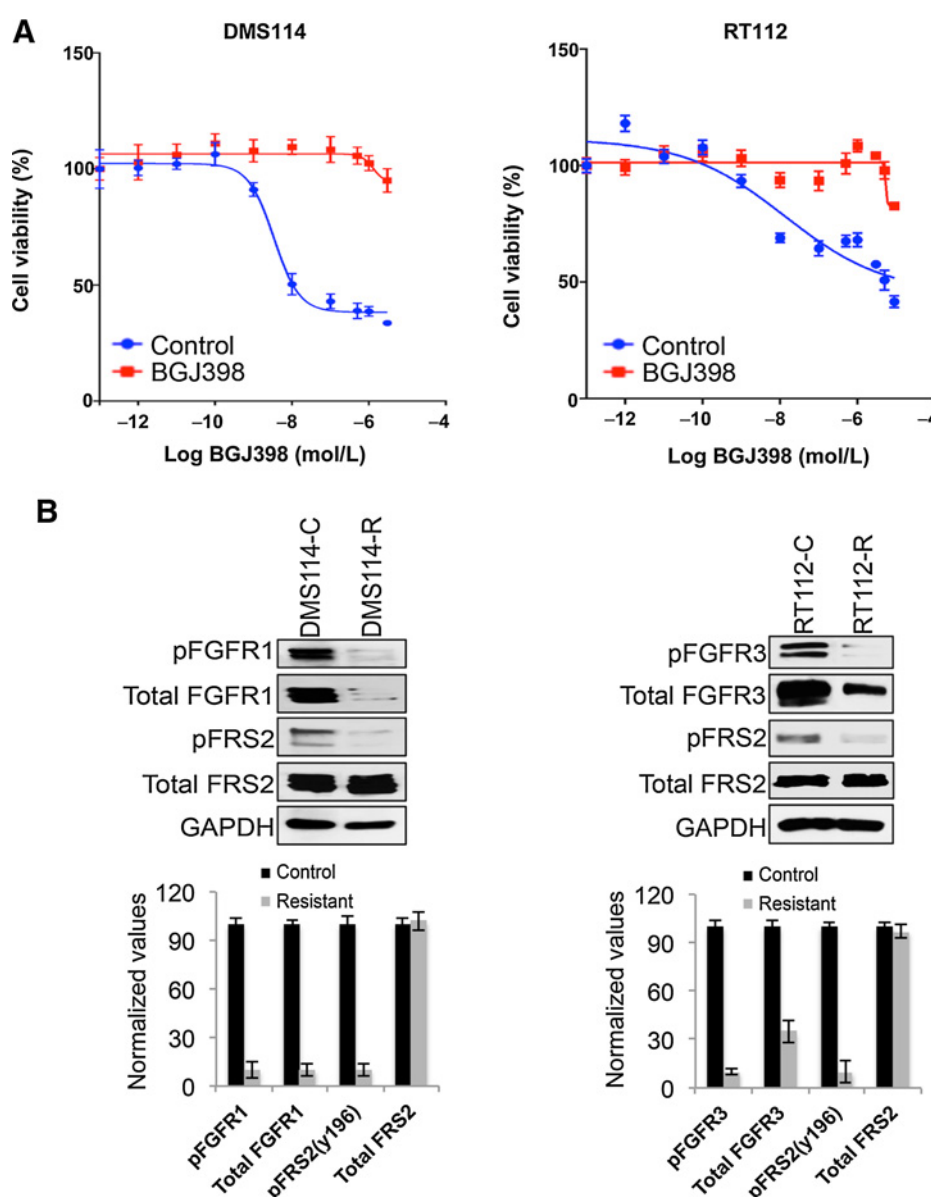 A
DMS114
150
100
50
0
Cell viability (%)
Control
BGJ398
–12
–10
–8
–6
–4
Log BGJ398 (mol/L)
RT112
150
100
50
0
Cell viability (%)
Control
BGJ398
–12
–10
–8
–6
–4
Log BGJ398 (mol/L)
B
DMS114-C
DMS114-R
pFGFR1
Total FGFR1
pFRS2
Total FRS2
GAPDH
Control
Resistant
120
90
60
30
0
Normalized values
pFGFR1
Total FGFR1
pFRS2(y196)
Total FRS2
RT112-C
RT112-R
pFGFR3
Total FGFR3
pFRS2
Total FRS2
GAPDH
Control
Resistant
120
90
60
30
0
Normalized values
pFGFR3
Total FGFR3
pFRS2(y196)
Total FRS2